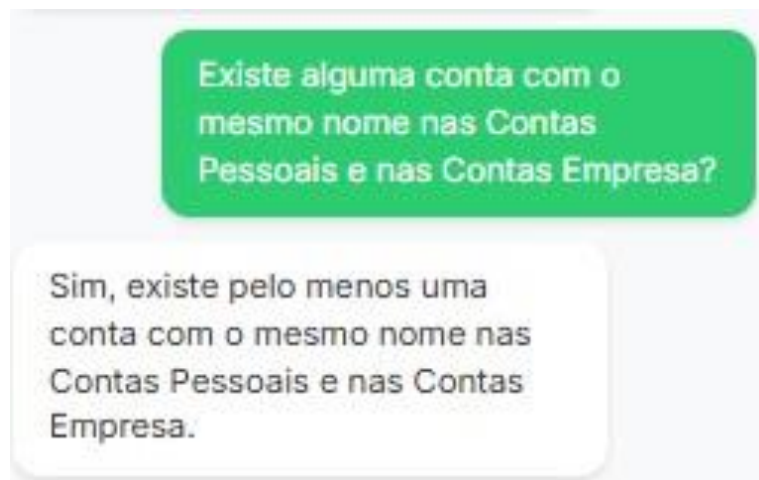 Existe alguma conta com o
mesmo nome nas Contas
Pessoais e nas Contas Empresa?
Sim, existe pelo menos uma
conta com o mesmo nome nas
Contas Pessoais e nas Contas
Empresa.